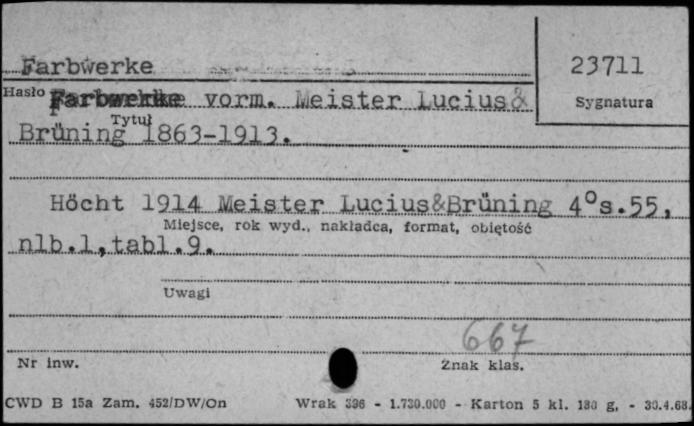 Farbwerke
23711
Hasło
Farbwerke vorm. Meister Lucius&
Sygnatura
Tytuł
Brüning 1863-1913.
Höcht 1914 Meister Lucius&Brüning 4°s.55,
Miejsce, rok wyd., nakładca, format, objętość
nlb.1,tabl.9.
Uwagi
667
Nr inw.
Znak klas.
CWD B 15a Zam. 452/DW/On
Wrak 396 - 1.730.000 - Karton 5 kl. 180 g. - 30.4.68.